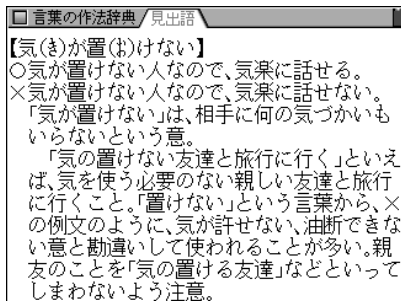 言葉の作法辞典 見出語
【気(き)が置(お)けない】
○気が置けない人なので、気楽に話せる。
×気が置けない人なので、気楽に話せない。
「気が置けない」は、相手に何の気づかいも
いらないという意。
「気の置けない友達と旅行に行く」といえ
ば、気を使う必要のない親しい友達と旅行
に行くこと。「置けない」という言葉から、×
の例文のように、気が許せない、油断できな
い意と勘違いして使われることが多い。親
友のことを「気の置ける友達」などといって
しまわないよう注意。